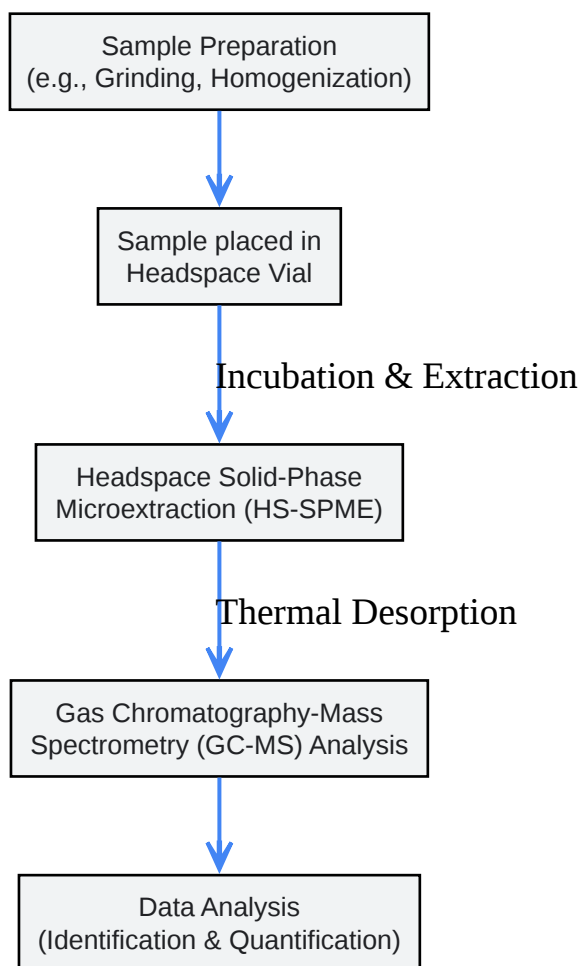 Sample Preparation
(e.g., Grinding, Homogenization)
Sample placed in
Headspace Vial
Incubation & Extraction
Headspace Solid-Phase
Microextraction (HS-SPME)
Thermal Desorption
Gas Chromatography-Mass
Spectrometry (GC-MS) Analysis
Data Analysis
(Identification & Quantification)